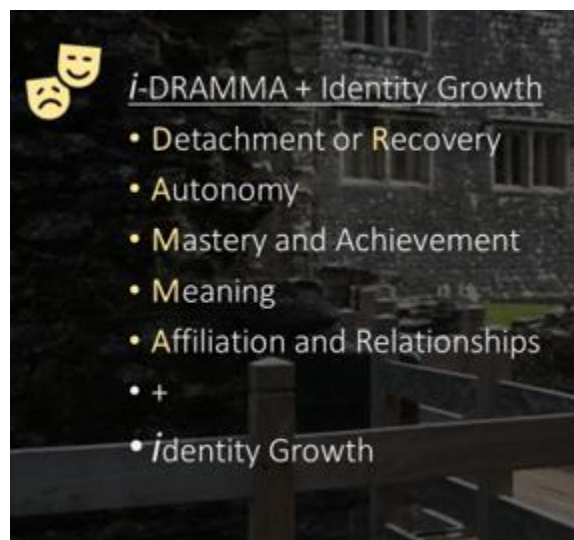 i-DRAMMA + Identity Growth
• Detachment or Recovery
• Autonomy
• Mastery and Achievement
• Meaning
• Affiliation and Relationships
• +
• identity Growth